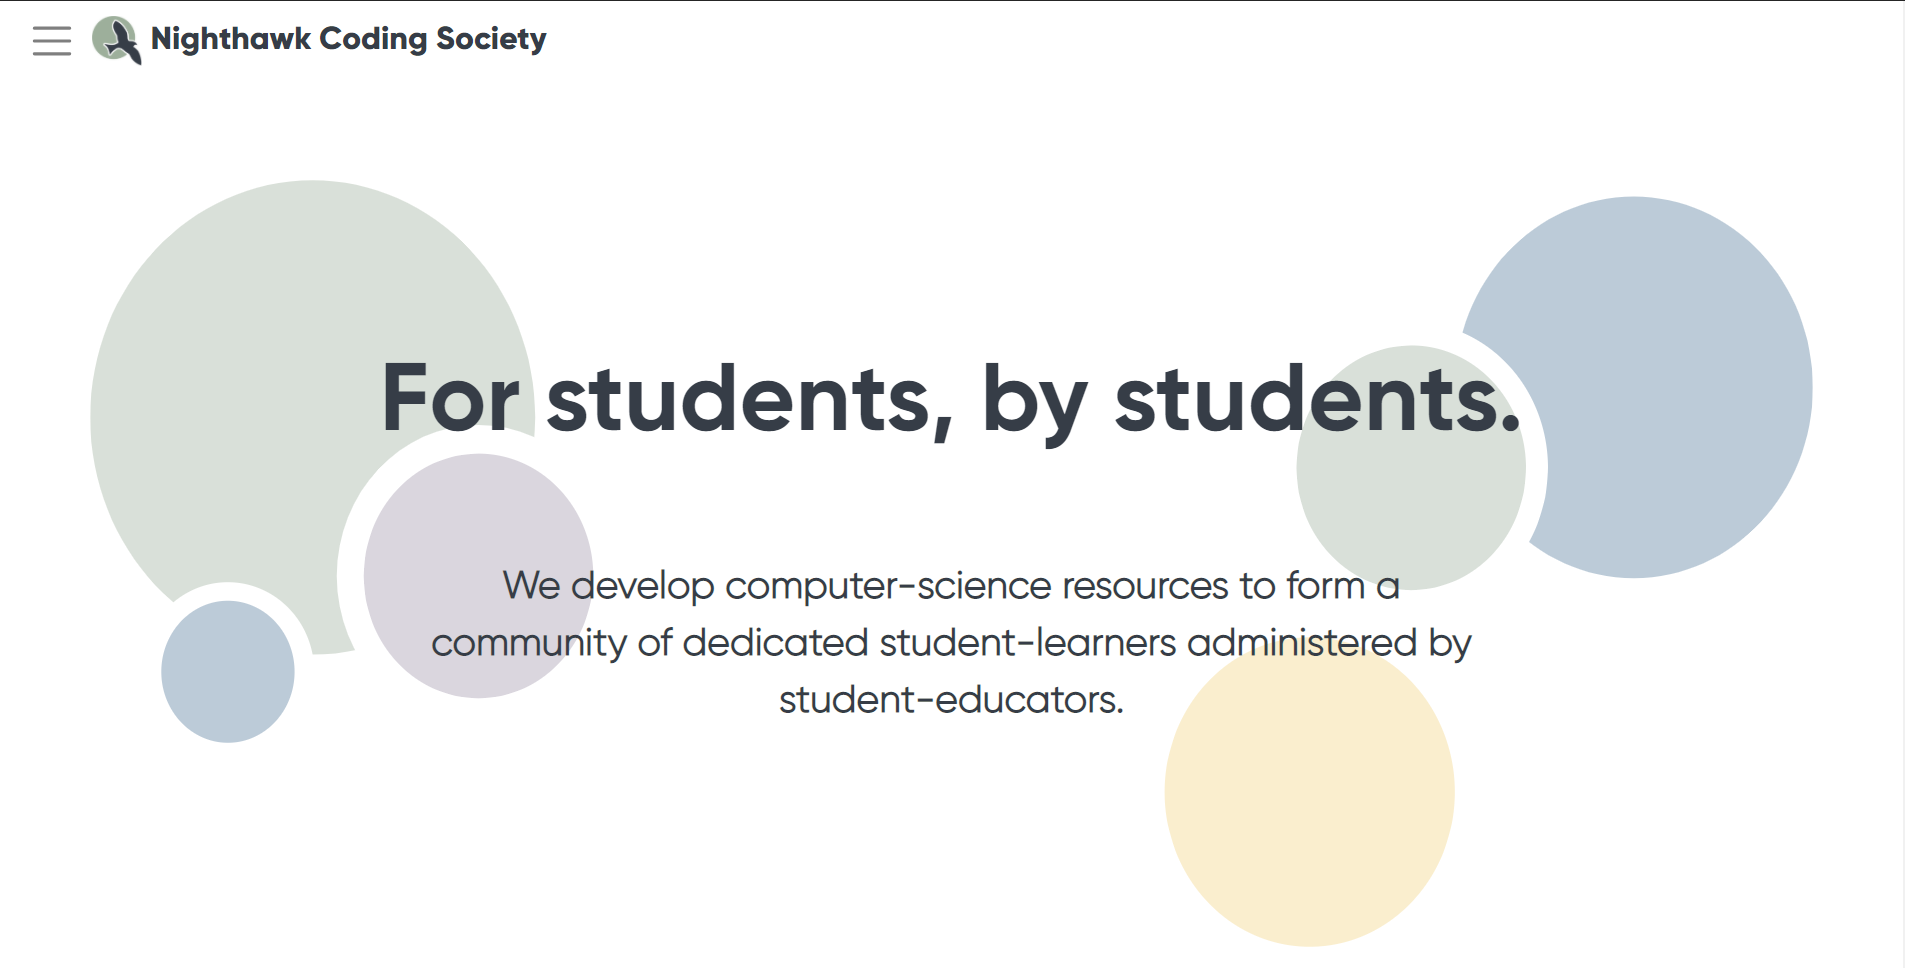 Nighthawk Coding Society
For students, by students.
We develop computer-science resources to form a
community of dedicated student-learners administered by
student-educators.